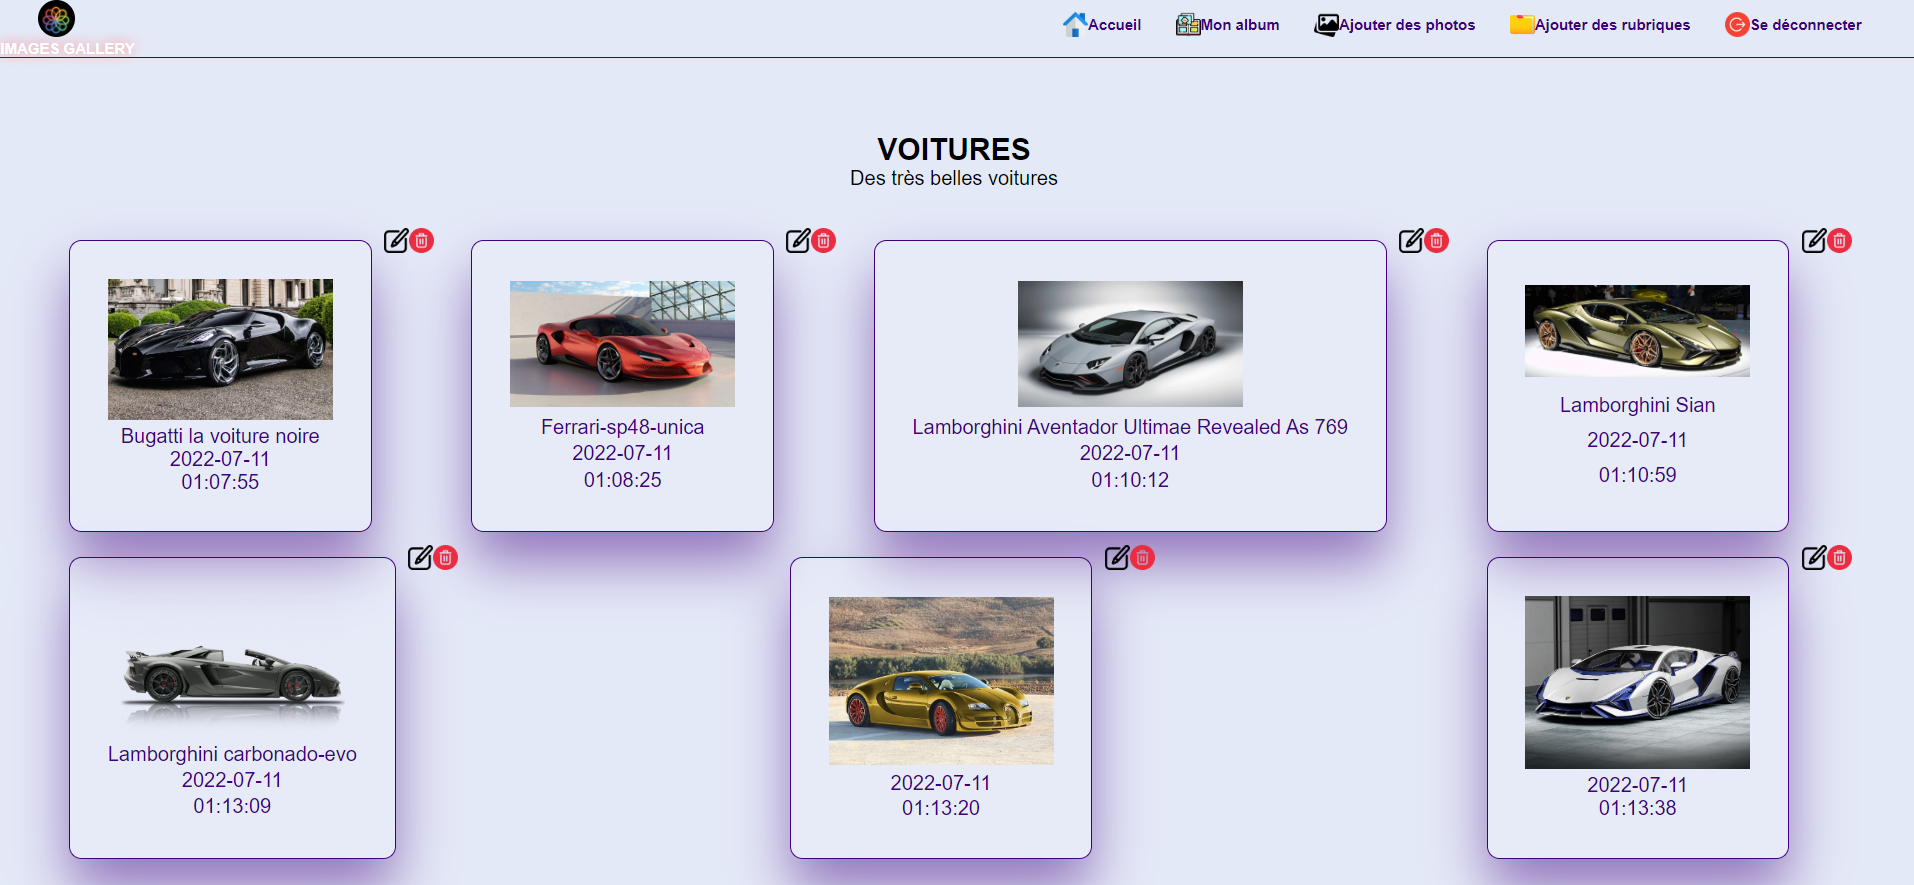 IMAGES GALLERY
Accueil
Mon album
Ajouter des photos
Ajouter des rubriques
Se déconnecter
VOITURES
Des très belles voitures
Bugatti la voiture noire
2022-07-11
01:07:55
Ferrari-sp48-unica
2022-07-11
01:08:25
Lamborghini Aventador Ultimae Revealed As 769
2022-07-11
01:10:12
Lamborghini Sian
2022-07-11
01:10:59
Lamborghini carbonado-evo
2022-07-11
01:13:09
2022-07-11
01:13:20
2022-07-11
01:13:38